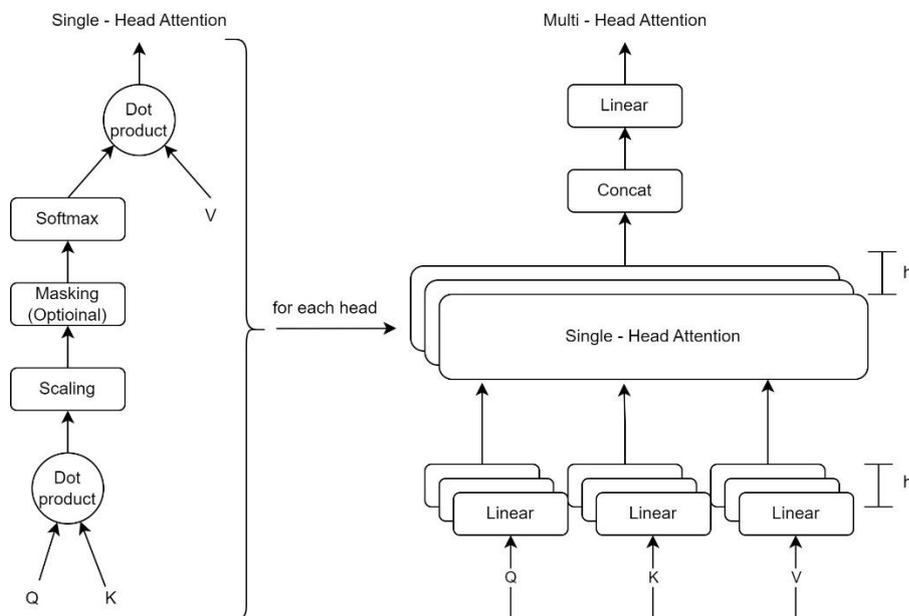 Single - Head Attention
Dot
product
V
Softmax
Masking
(Optioinal)
Scaling
Dot
product
Q K
for each head
Multi - Head Attention
Linear
Concat
h
Single - Head Attention
h
Linear Linear Linear
Q K V